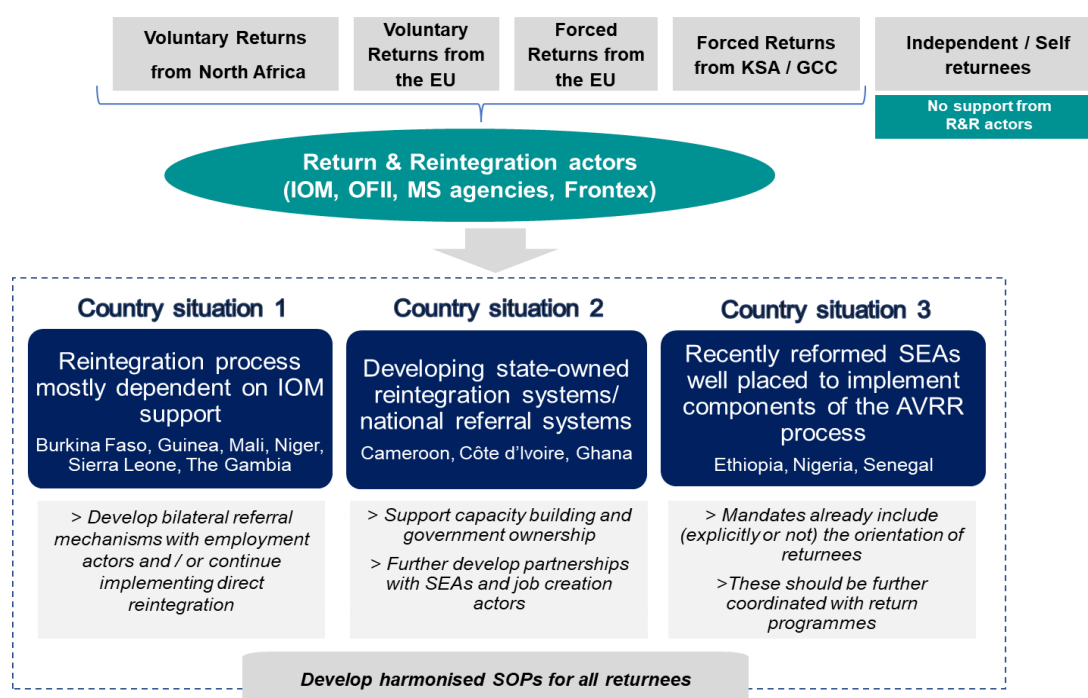 Voluntary Returns
from North Africa
Voluntary
Returns from
the EU
Forced
Returns from
the EU
Forced Returns
from KSA / GCC
Independent / Self
returnees
No support from
R&R actors
Return & Reintegration actors
(IOM, OFII, MS agencies, Frontex)
Country situation 1
Reintegration process
mostly dependent on IOM
support
Burkina Faso, Guinea, Mali, Niger,
Sierra Leone, The Gambia
> Develop bilateral referral
mechanisms with employment
actors and / or continue
implementing direct
reintegration
Country situation 2
Developing state-owned
reintegration systems/
national referral systems
Cameroon, Côte d'Ivoire, Ghana
> Support capacity building and
government ownership
> Further develop partnerships
with SEAs and job creation
actors
Country situation 3
Recently reformed SEAs
well placed to implement
components of the AVRR
process
Ethiopia, Nigeria, Senegal
> Mandates already include
(explicitly or not) the orientation of
returnees
>These should be further
coordinated with return
programmes
Develop harmonised SOPs for all returnees